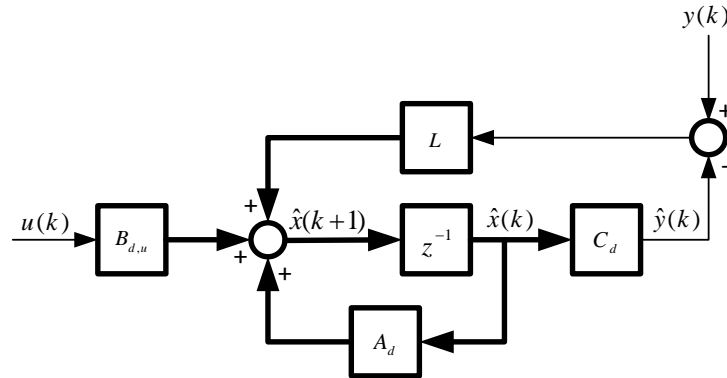 y(k)
+
L
-
+
u(k)
B_{d,u}
+
x̂(k+1)
z^{-1}
x̂(k)
C_d
ŷ(k)
+
A_d